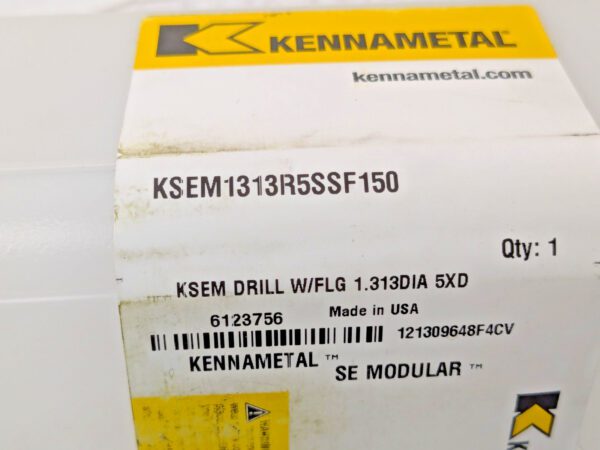 KENNAMETAL®
kennametal.com
KSEM1313R5SSF150
Qty: 1
KSEM DRILL W/FLG 1.313DIA 5XD
6123756 Made in USA
121309648F4CV
KENNAMETAL ™
SE MODULAR ™